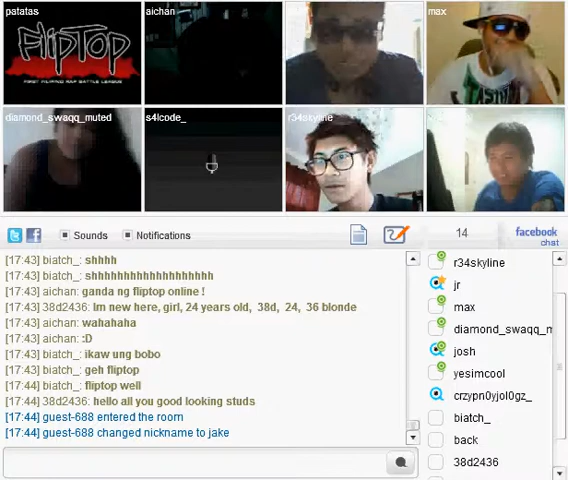 patatas
aichan
max
FLIPTOP
FIRST FILIPINO RAP BATTLE LEAGUE
diamond_swaqq_muted
s4lcode_
r34skyline
Sounds
Notifications
14
facebook
chat
[17:43] biatch_: shhhh
[17:43] biatch_: shhhhhhhhhhhhhhhhhhh
[17:43] aichan: ganda ng fliptop online !
[17:43] 38d2436: Im new here, girl, 24 years old, 38d, 24, 36 blonde
[17:43] aichan: wahahaha
[17:43] aichan: :D
[17:43] biatch_: ikaw ung bobo
[17:43] biatch_: geh fliptop
[17:44] biatch_: fliptop well
[17:44] 38d2436: hello all you good looking studs
[17:44] guest-688 entered the room
[17:44] guest-688 changed nickname to jake
r34skyline
jr
max
diamond_swaqq_m
josh
yesimcool
crzypn0yjol0gz_
biatch_
back
38d2436